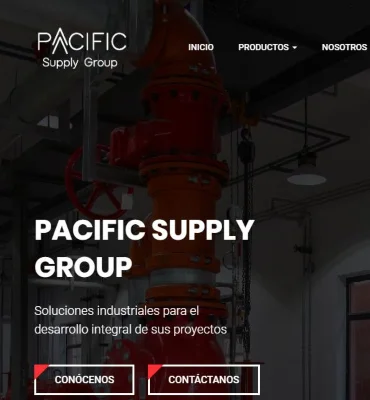 PACIFIC
Supply Group
INICIO PRODUCTOS NOSOTROS
PACIFIC SUPPLY
GROUP
Soluciones industriales para el
desarrollo integral de sus proyectos
CONÓCENOS CONTÁCTANOS